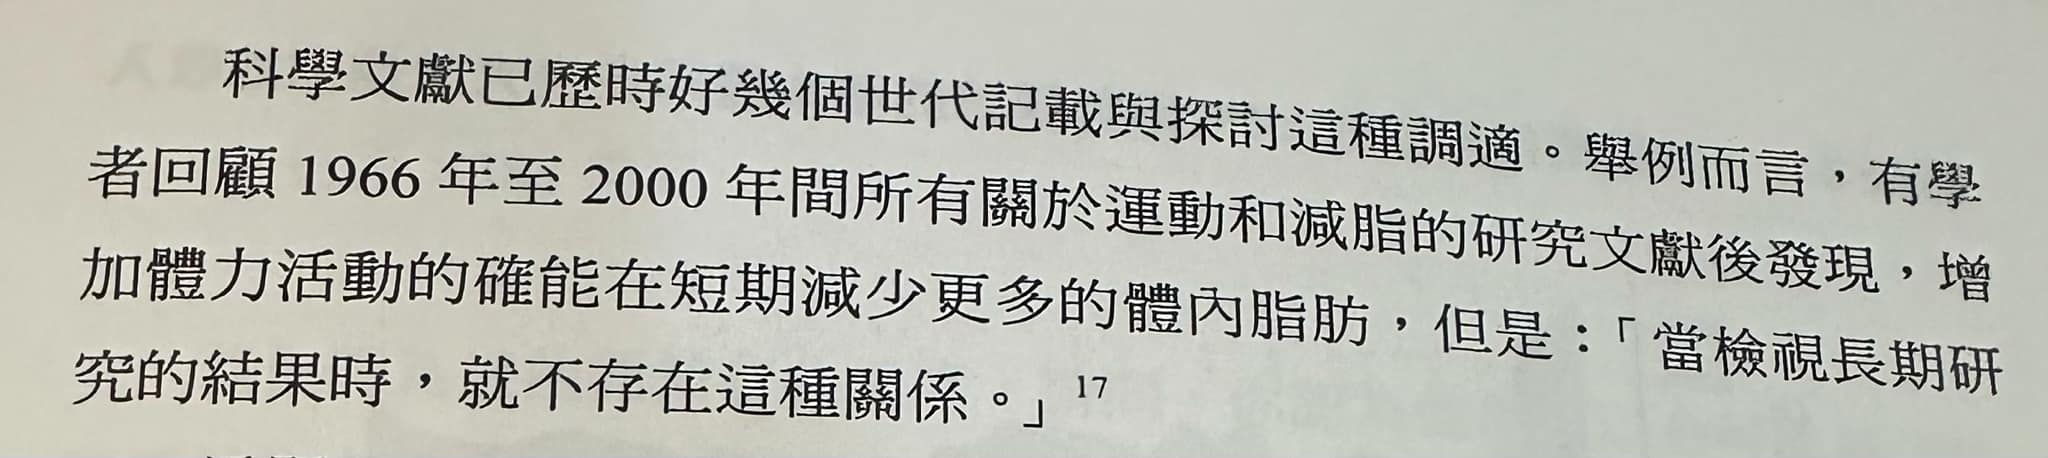 科學文獻已歷時好幾個世代記載與探討這種調適。舉例而言，有學
者回顧 1966 年至 2000 年間所有關於運動和減脂的研究文獻後發現，增
加體力活動的確能在短期減少更多的體內脂肪，但是：「當檢視長期研
究的結果時，就不存在這種關係。」17